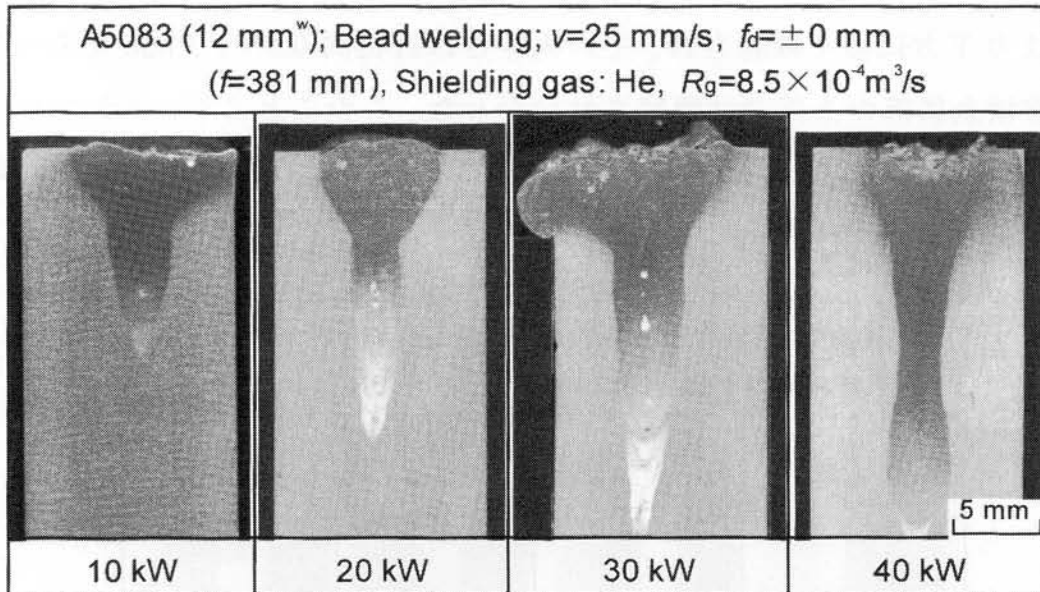 A5083 (12 mmʷ); Bead welding; v=25 mm/s, fd=±0 mm
(f=381 mm), Shielding gas: He, Rg=8.5×10⁻⁴m³/s
5 mm
10 kW
20 kW
30 kW
40 kW